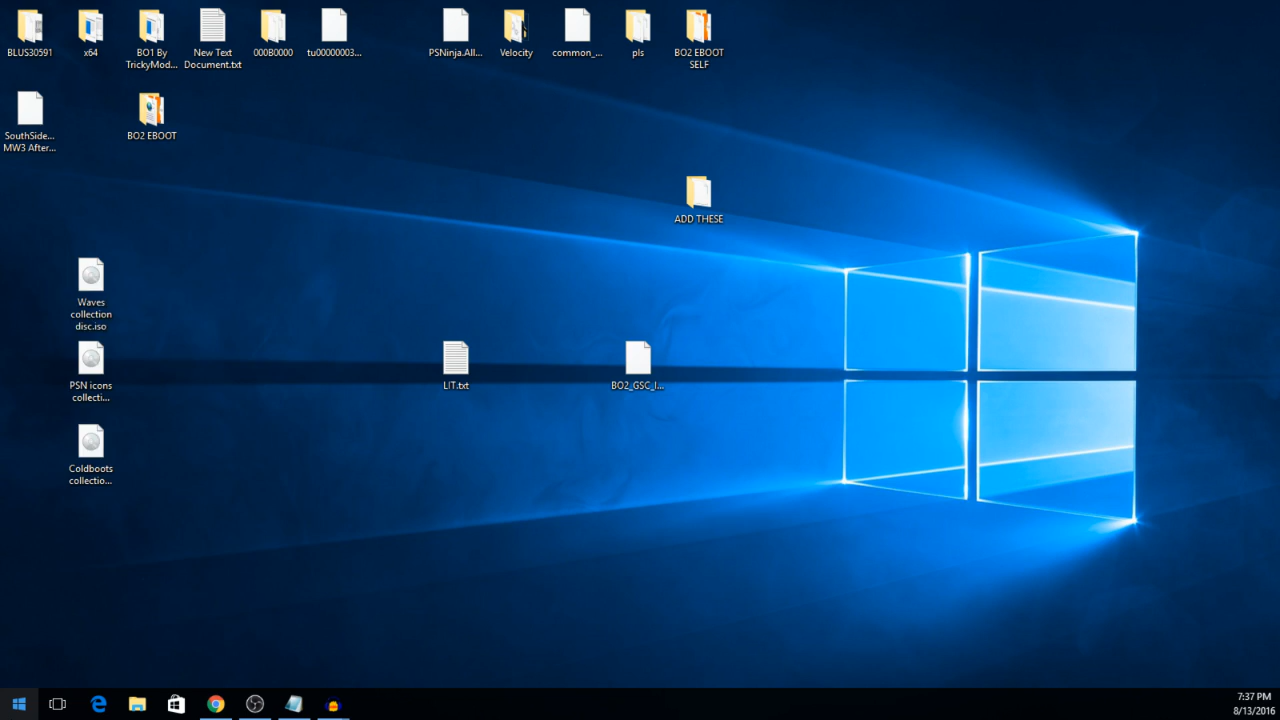 BLUS30591
x64
BO1 By
TrickyMod...
New Text
Document.txt
000B0000
tu00000003...
PSNinja.All...
Velocity
common_...
pls
BO2 EBOOT
SELF
SouthSide...
MW3 After...
BO2 EBOOT
ADD THESE
Waves
collection
disc.iso
PSN icons
collecti...
LIT.txt
BO2_GSC_I...
Coldboots
collectio...
7:37 PM
8/13/2016